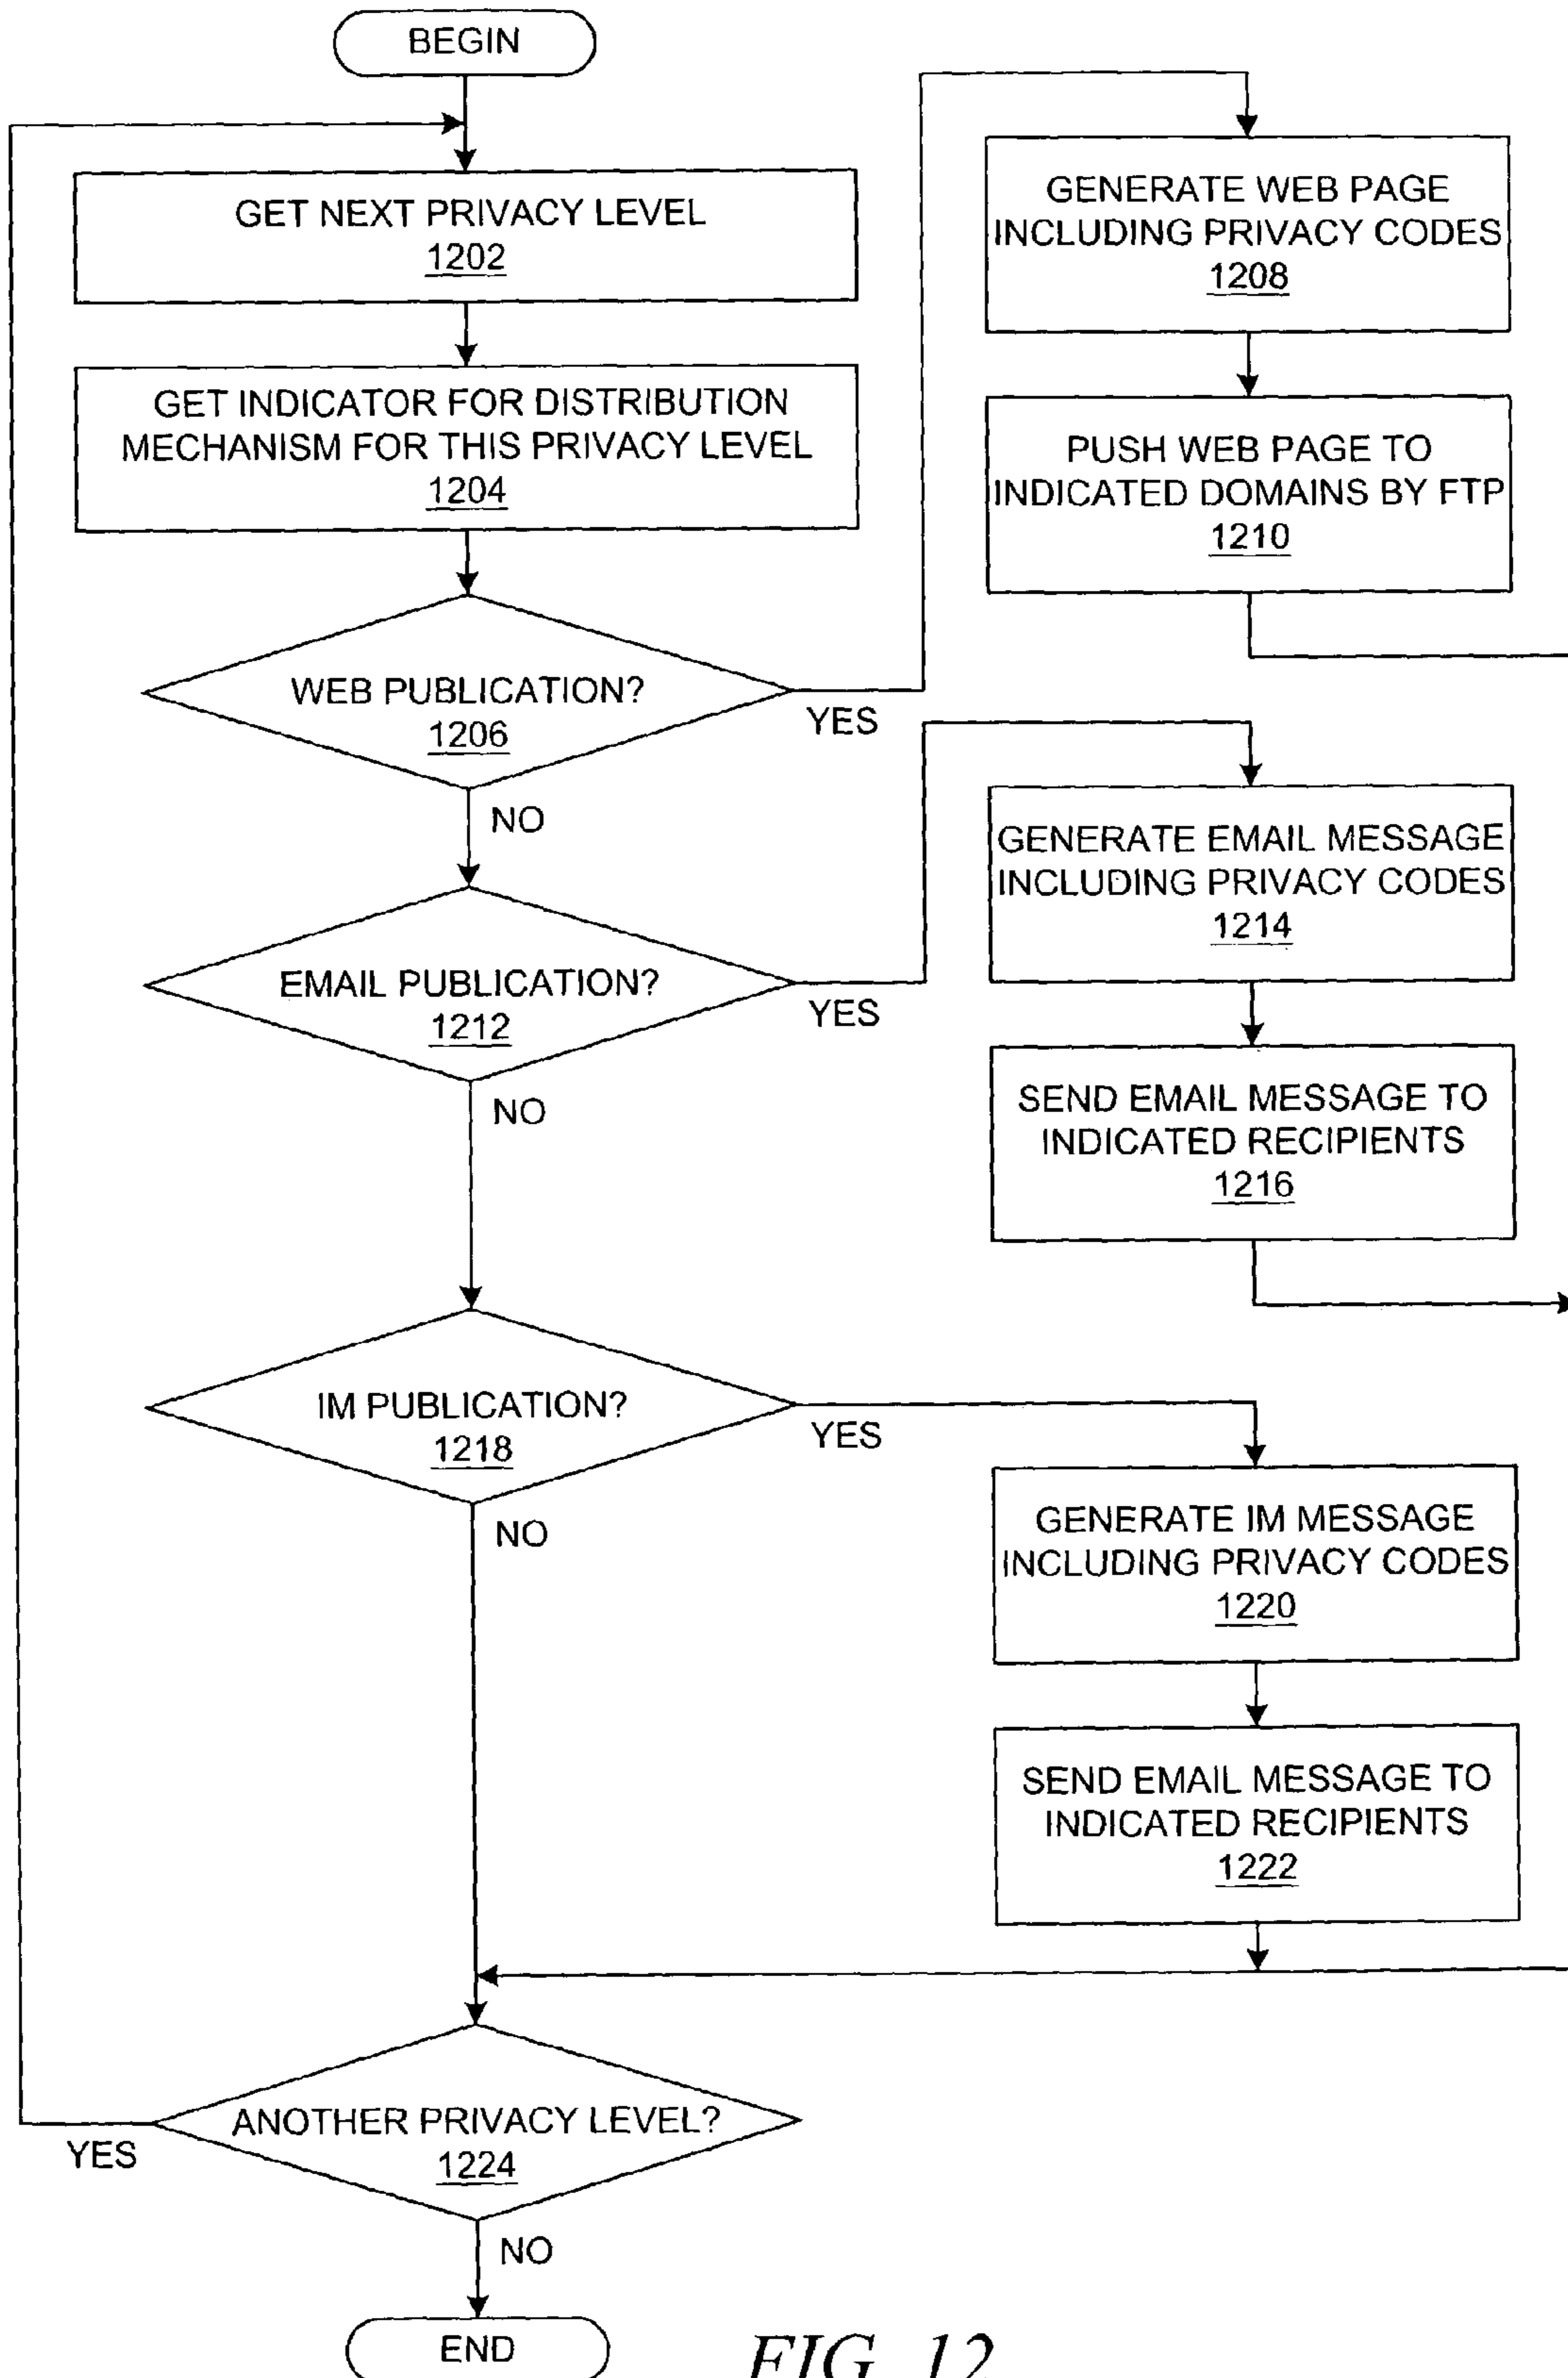 BEGIN
GET NEXT PRIVACY LEVEL
1202
GET INDICATOR FOR DISTRIBUTION
MECHANISM FOR THIS PRIVACY LEVEL
1204
WEB PUBLICATION?
1206
YES
NO
GENERATE WEB PAGE
INCLUDING PRIVACY CODES
1208
PUSH WEB PAGE TO
INDICATED DOMAINS BY FTP
1210
EMAIL PUBLICATION?
1212
YES
NO
GENERATE EMAIL MESSAGE
INCLUDING PRIVACY CODES
1214
SEND EMAIL MESSAGE TO
INDICATED RECIPIENTS
1216
IM PUBLICATION?
1218
YES
NO
GENERATE IM MESSAGE
INCLUDING PRIVACY CODES
1220
SEND EMAIL MESSAGE TO
INDICATED RECIPIENTS
1222
ANOTHER PRIVACY LEVEL?
1224
YES
NO
END
FIG. 12